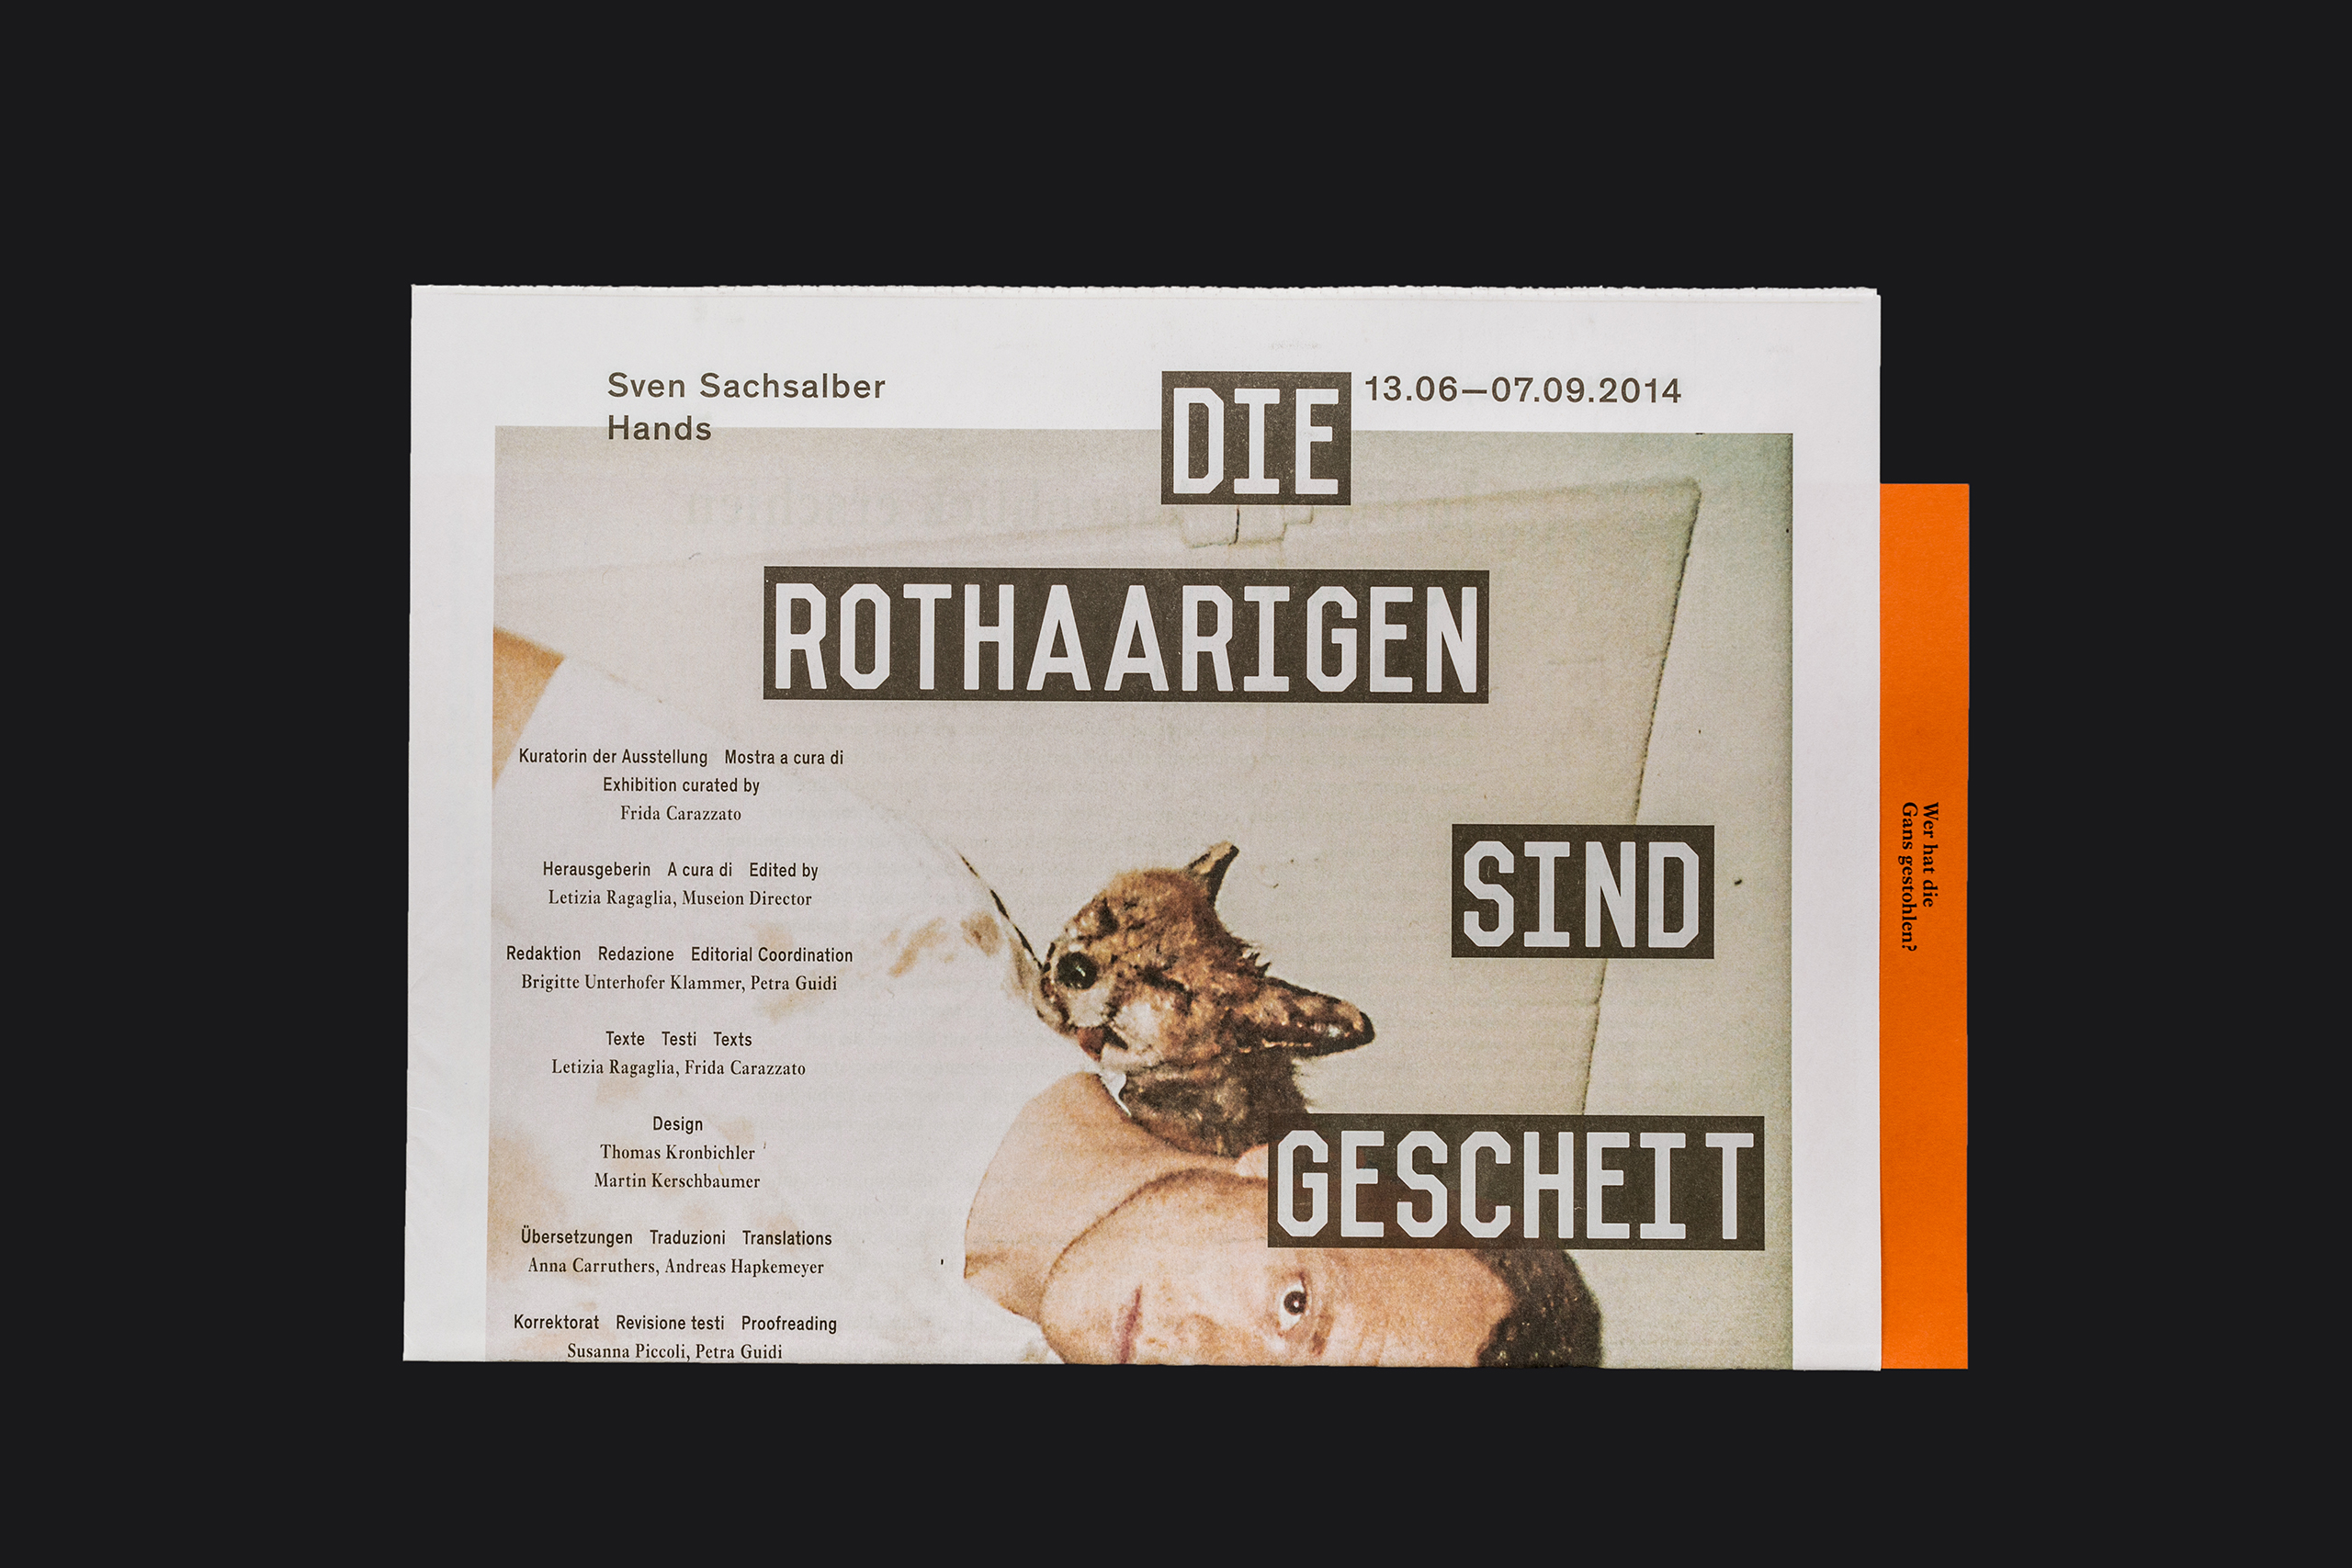 Sven Sachsalber
Hands
13.06—07.09.2014
DIE
ROTHAARIGEN
SIND
GESCHEIT
Kuratorin der Ausstellung Mostra a cura di
Exhibition curated by
Frida Carazzato
Herausgeberin A cura di Edited by
Letizia Ragaglia, Museion Director
Redaktion Redazione Editorial Coordination
Brigitte Unterhofer Klammer, Petra Guidi
Texte Testi Texts
Letizia Ragaglia, Frida Carazzato
Design
Thomas Kronbichler
Martin Kerschbaumer
Übersetzungen Traduzioni Translations
Anna Carruthers, Andreas Hapkemeyer
Korrektorat Revisione testi Proofreading
Susanna Piccoli, Petra Guidi
Wer hat die
Gans gestohlen?